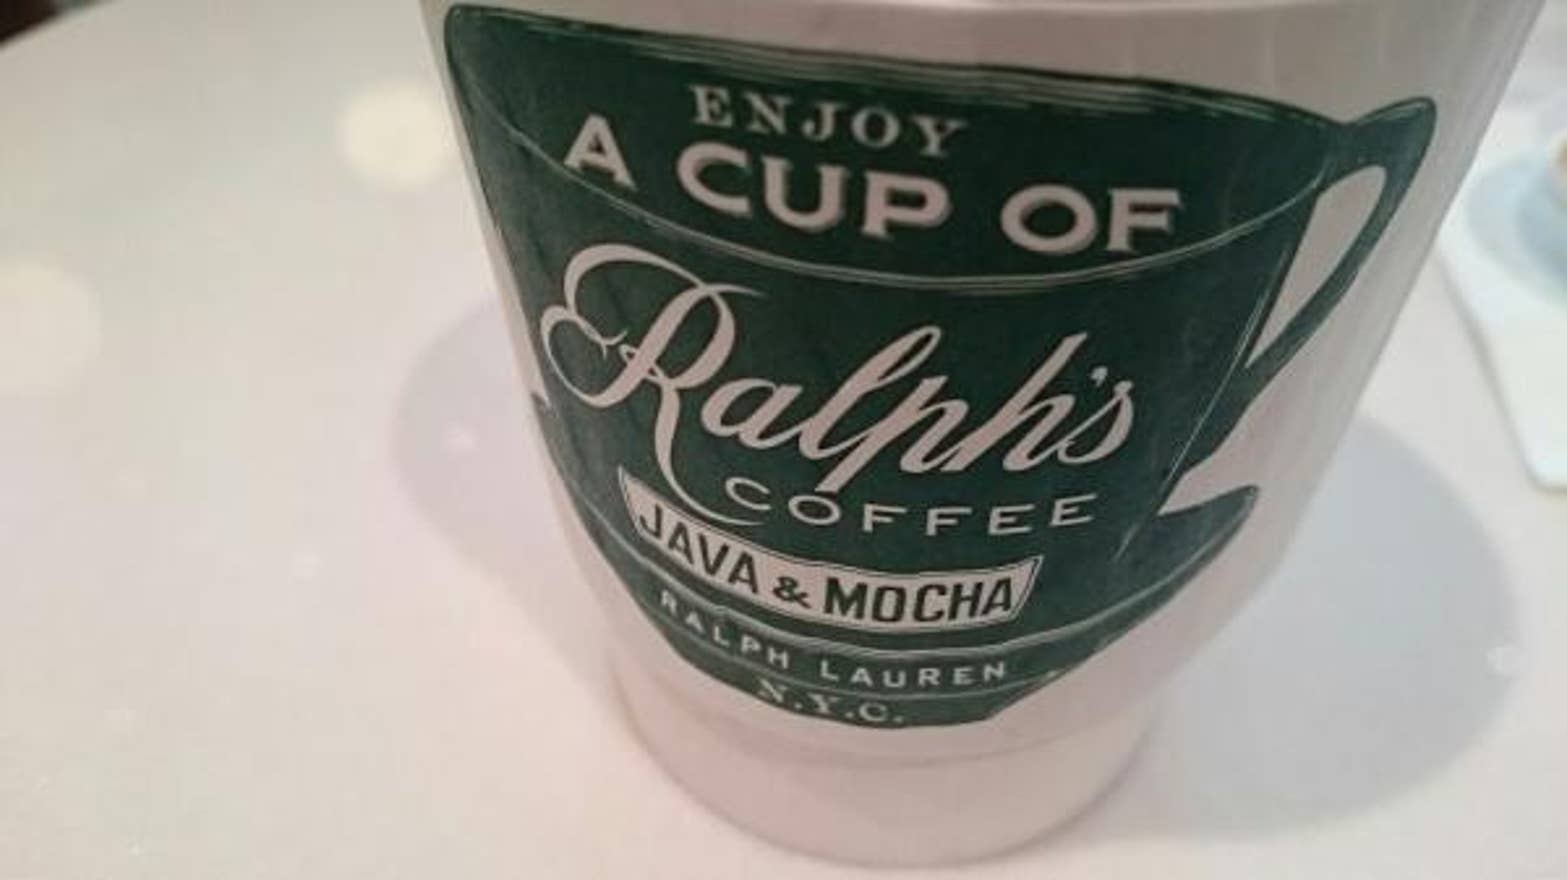 ENJOY
A CUP OF
Ralph's
COFFEE
JAVA & MOCHA
RALPH LAUREN
N.Y.C.